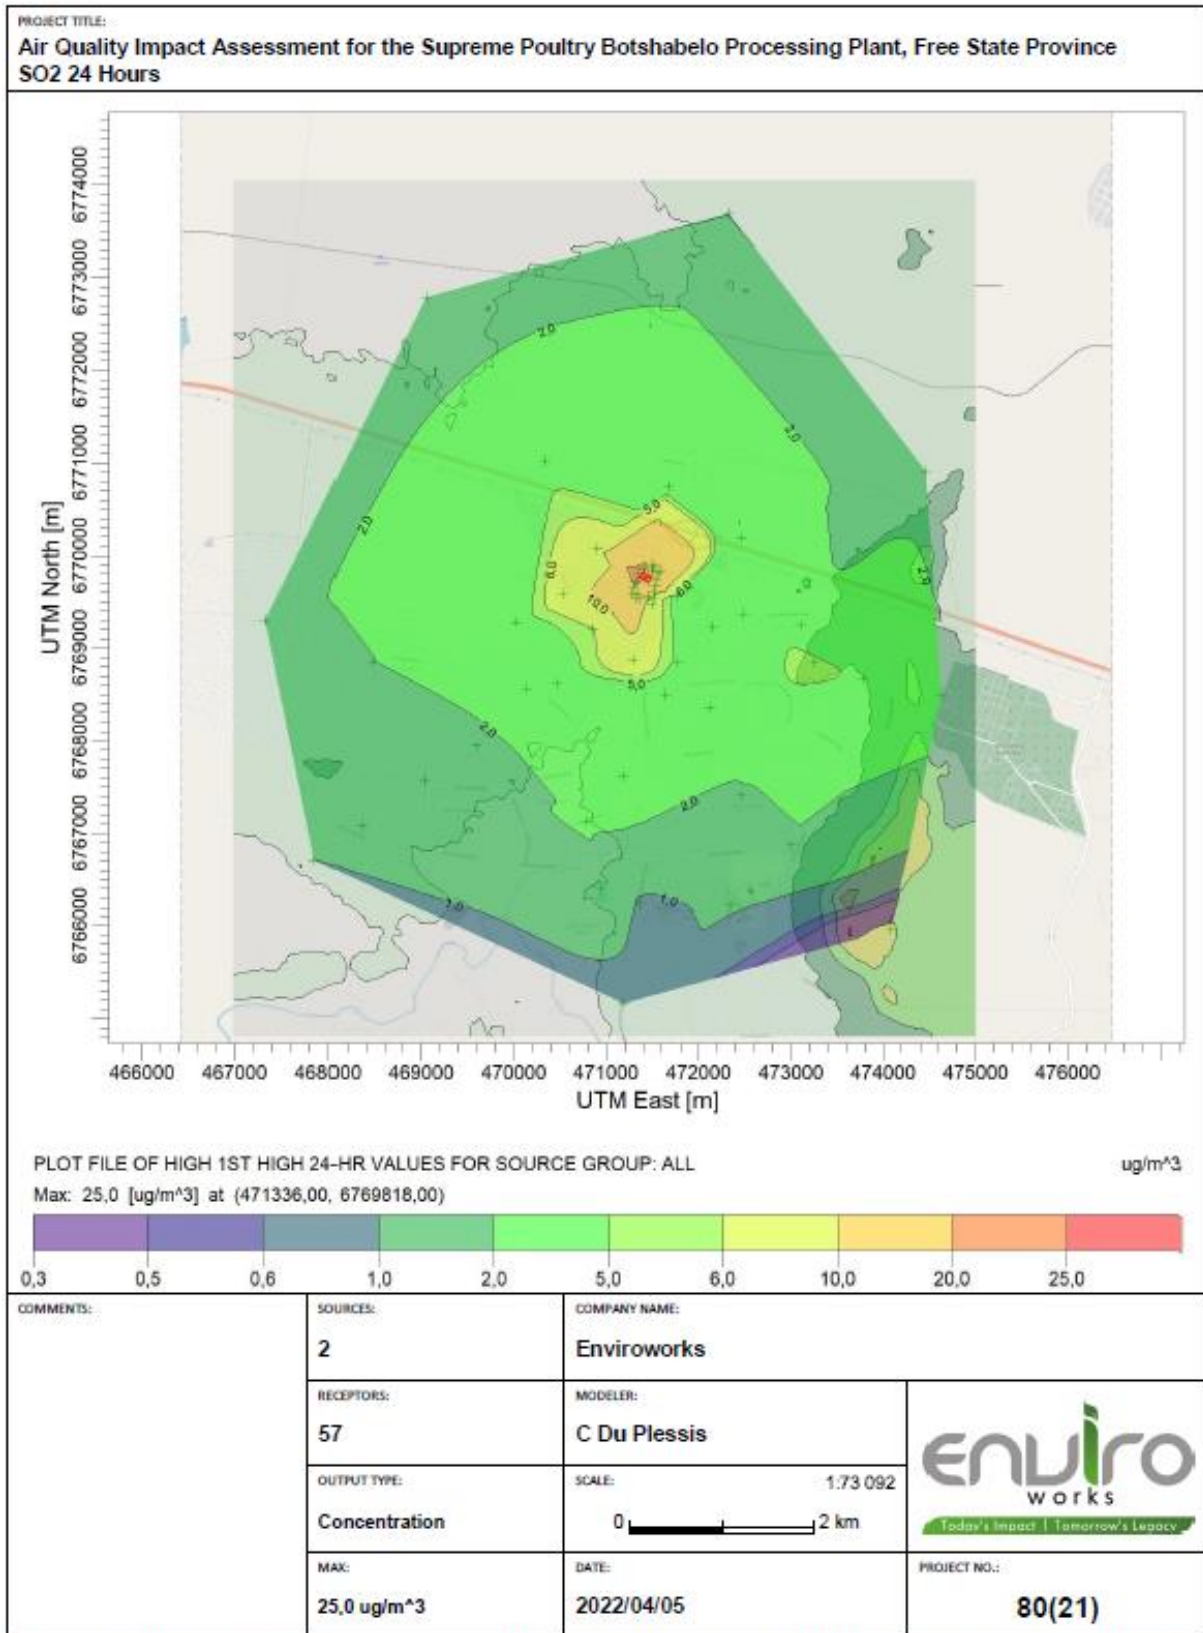 PROJECT TITLE:
Air Quality Impact Assessment for the Supreme Poultry Botshabelo Processing Plant, Free State Province
SO2 24 Hours
UTM North [m]
6774000
6773000
6772000
6771000
6770000
6769000
6768000
6767000
6766000
2,0
2,0
2,0
5,0
2,0
6,0
6,0
10,0
5,0
2,0
2,0
1,0
1,0
466000 467000 468000 469000 470000 471000 472000 473000 474000 475000 476000
UTM East [m]
PLOT FILE OF HIGH 1ST HIGH 24-HR VALUES FOR SOURCE GROUP: ALL
ug/m^3
Max: 25,0 [ug/m^3] at (471336,00, 6769818,00)
0,3 0,5 0,6 1,0 2,0 5,0 6,0 10,0 20,0 25,0
COMMENTS:
SOURCES:
2
COMPANY NAME:
Enviroworks
RECEPTORS:
57
MODELER:
C Du Plessis
OUTPUT TYPE:
Concentration
SCALE:
1:73 092
0 2 km
enviro
works
Today's Impact | Tomorrow's Legacy
MAX:
25,0 ug/m^3
DATE:
2022/04/05
PROJECT NO.:
80(21)